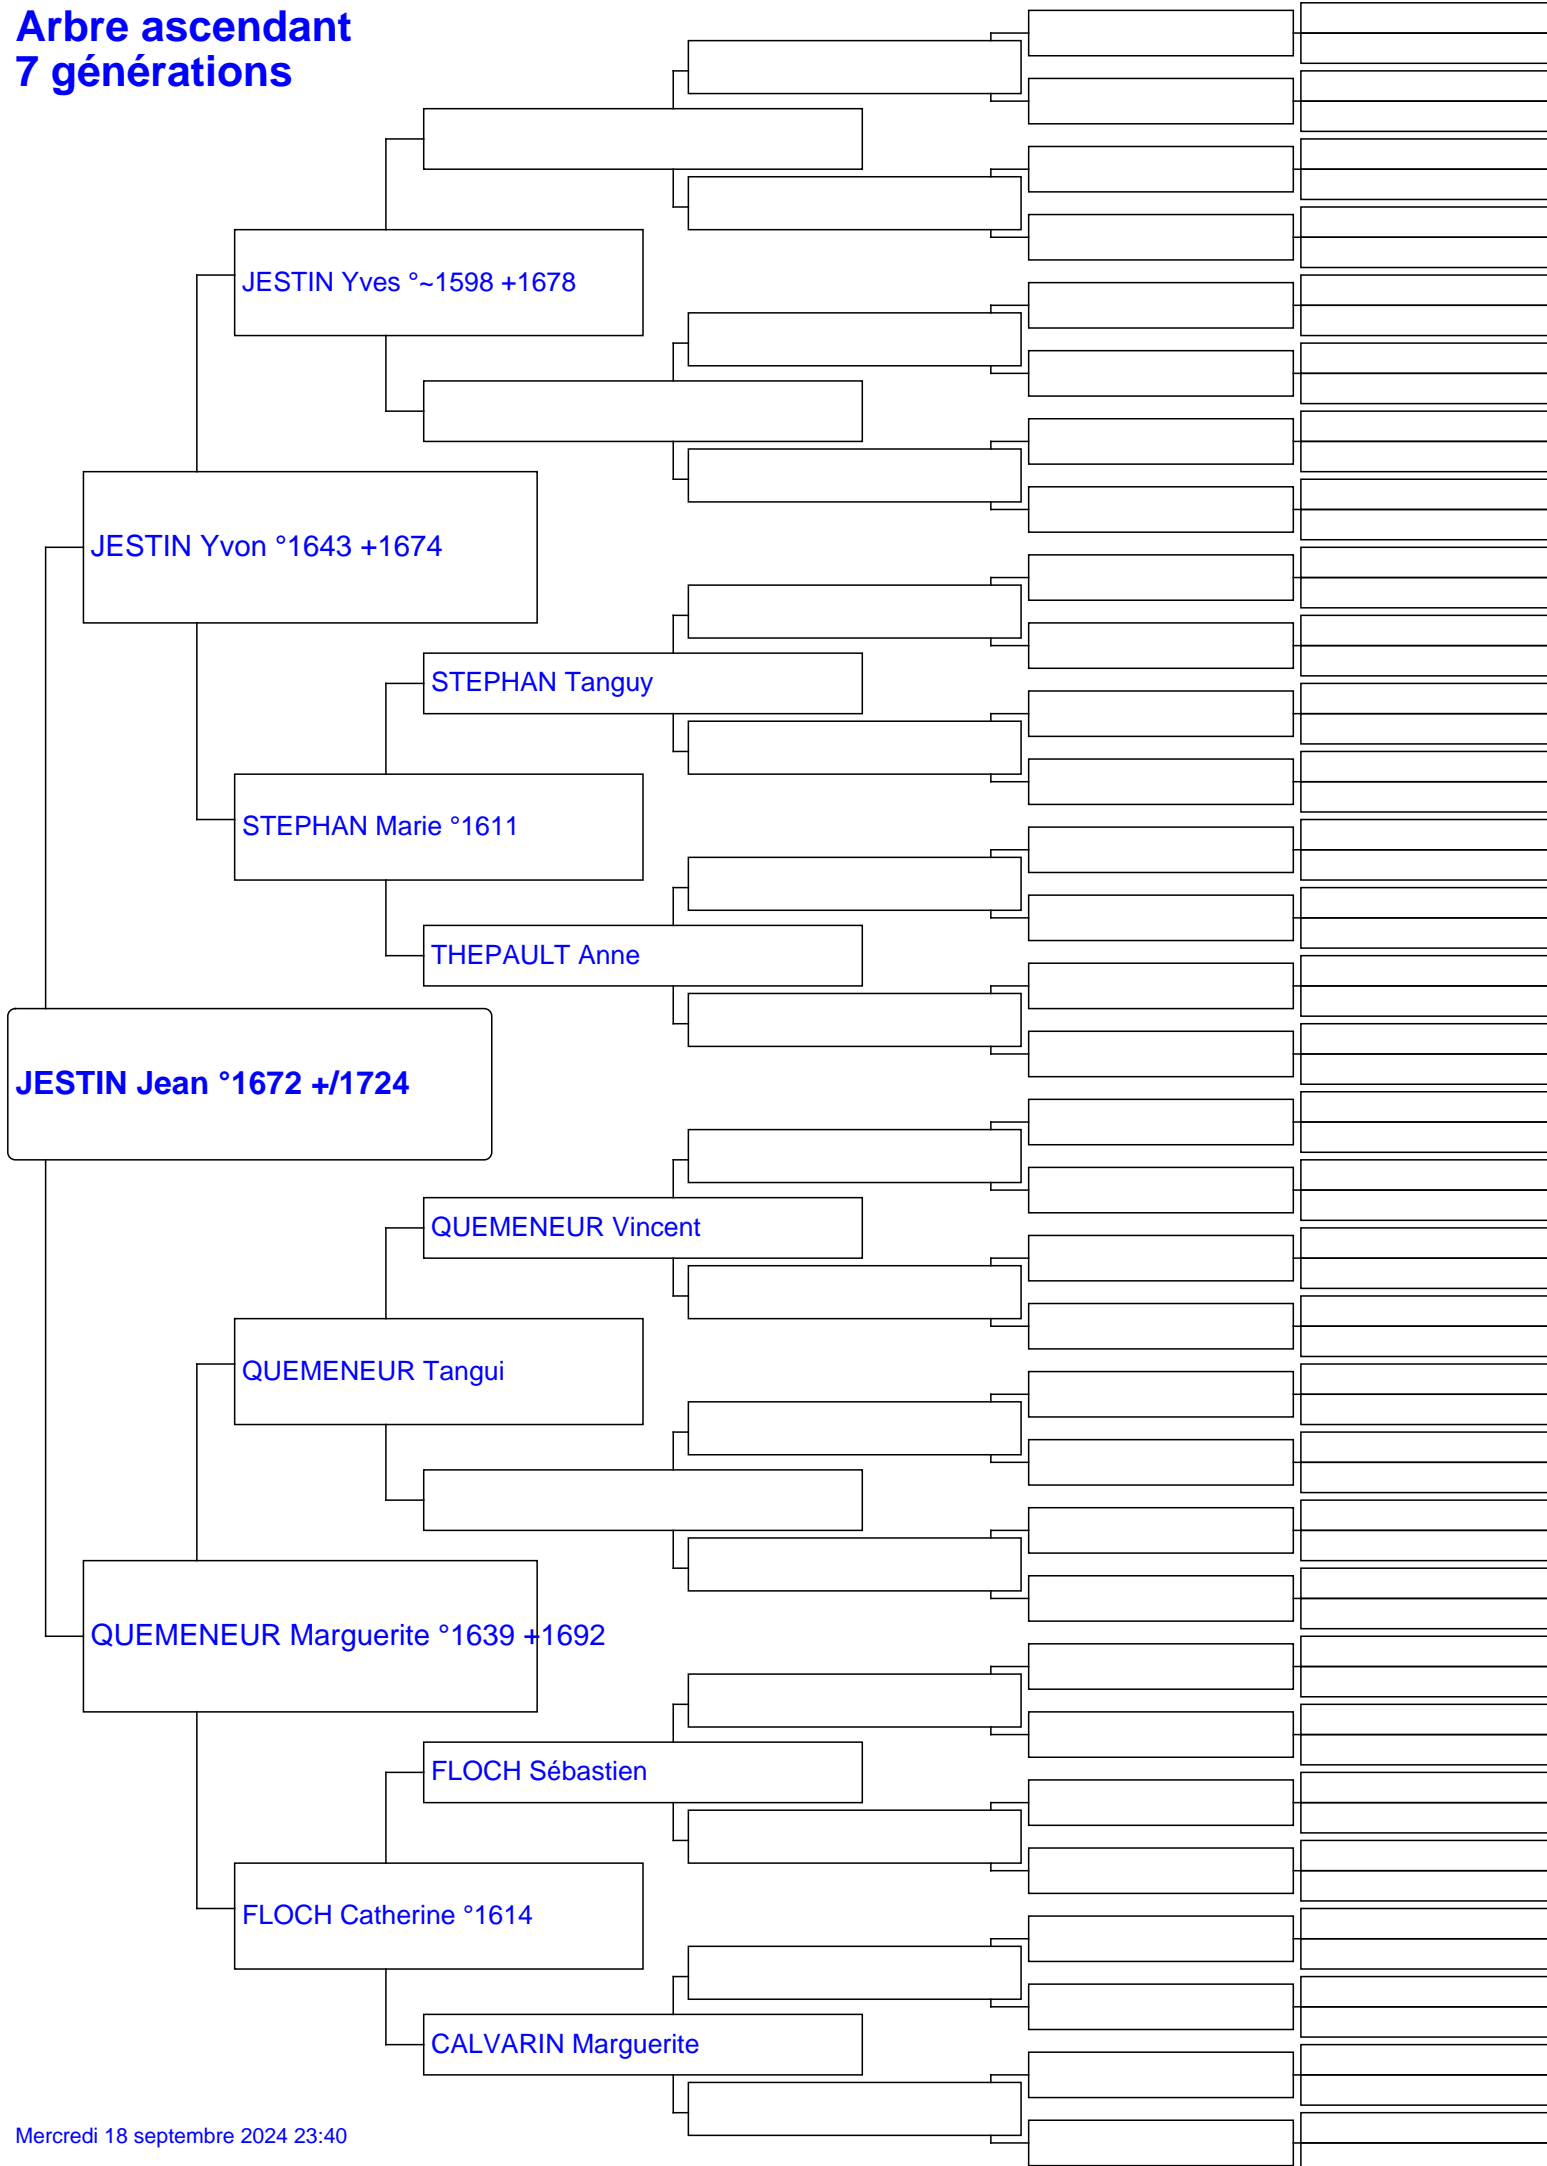 Arbre ascendant
7 générations
JESTIN Yves °~1598 +1678
JESTIN Yvon °1643 +1674
STEPHAN Tanguy
STEPHAN Marie °1611
THEPAULT Anne
JESTIN Jean °1672 +/1724
QUEMENEUR Vincent
QUEMENEUR Tangui
QUEMENEUR Marguerite °1639 +1692
FLOCH Sébastien
FLOCH Catherine °1614
CALVARIN Marguerite
Mercredi 18 septembre 2024 23:40